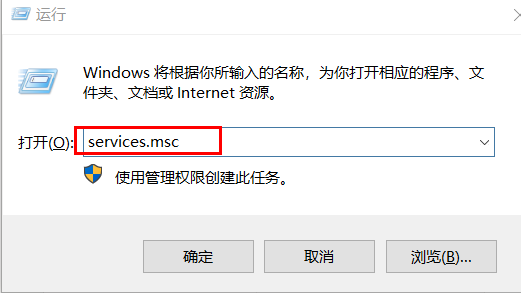 运行
Windows 将根据你所输入的名称，为你打开相应的程序、文
件夹、文档或 Internet 资源。
打开(O): services.msc
使用管理权限创建此任务。
确定 取消 浏览(B)...